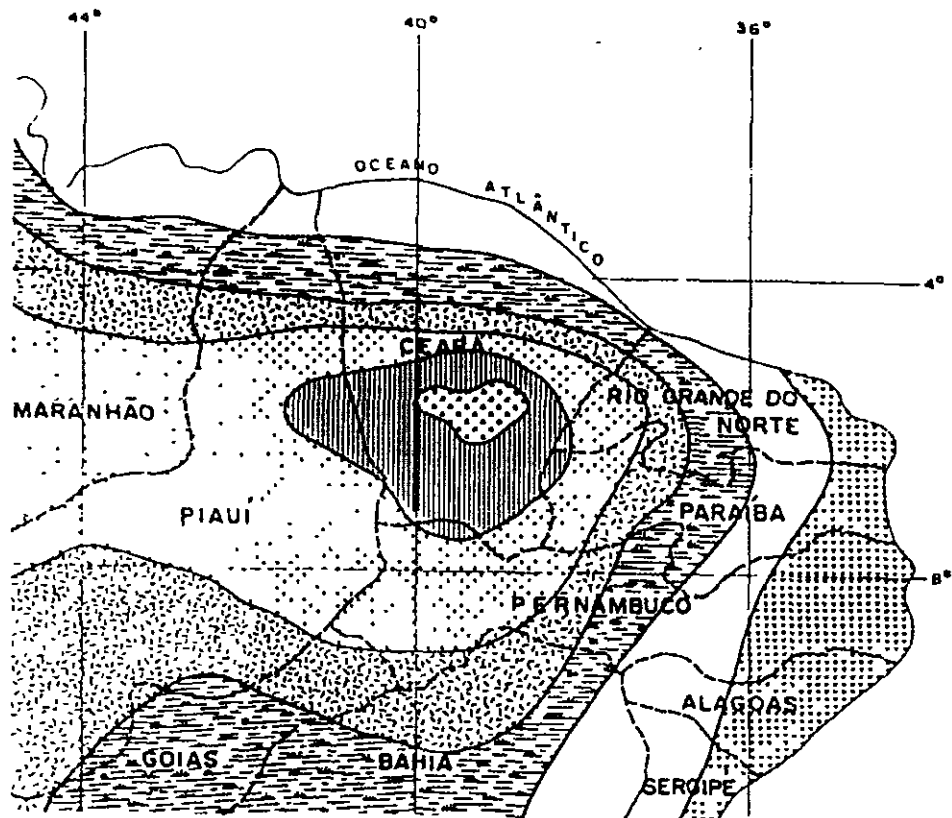 44°
40°
36°
OCEANO
ATLÂNTICO
4°
CEARÁ
MARANHÃO
RIO GRANDE DO
NORTE
PIAUÍ
PARAÍBA
8°
PERNAMBUCO
ALAGOAS
GOIÁS
BAHIA
SERGIPE